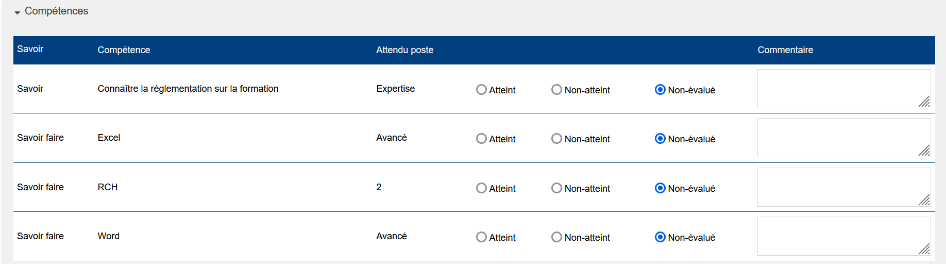 Compétences
Savoir Compétence Attendu poste Commentaire
Savoir Connaître la règlementation sur la formation Expertise Atteint Non-atteint Non-évalué
Savoir faire Excel Avancé Atteint Non-atteint Non-évalué
Savoir faire RCH 2 Atteint Non-atteint Non-évalué
Savoir faire Word Avancé Atteint Non-atteint Non-évalué